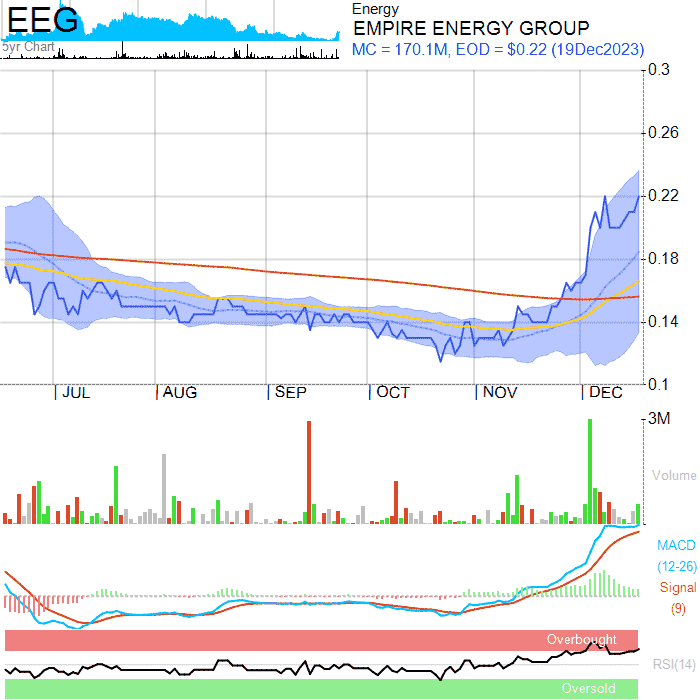 EEG
5yr Chart
Energy
EMPIRE ENERGY GROUP
MC = 170.1M, EOD = $0.22 (19Dec2023)
0.3
0.26
0.22
0.18
0.14
0.1
JUL AUG SEP OCT NOV DEC
3M
Volume
MACD
(12-26)
Signal
(9)
Overbought
RSI(14)
Oversold